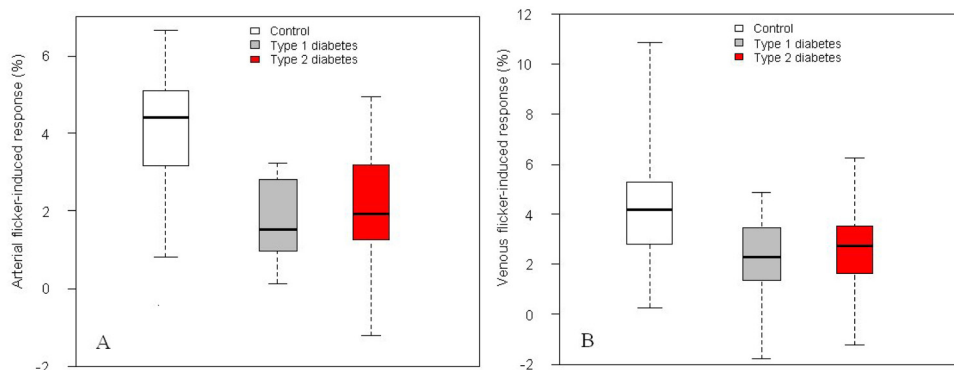 Arterial flicker-induced response (%)
6
4
2
0
-2
Control
Type 1 diabetes
Type 2 diabetes
A
Venous flicker-induced response (%)
12
10
8
6
4
2
0
-2
Control
Type 1 diabetes
Type 2 diabetes
B